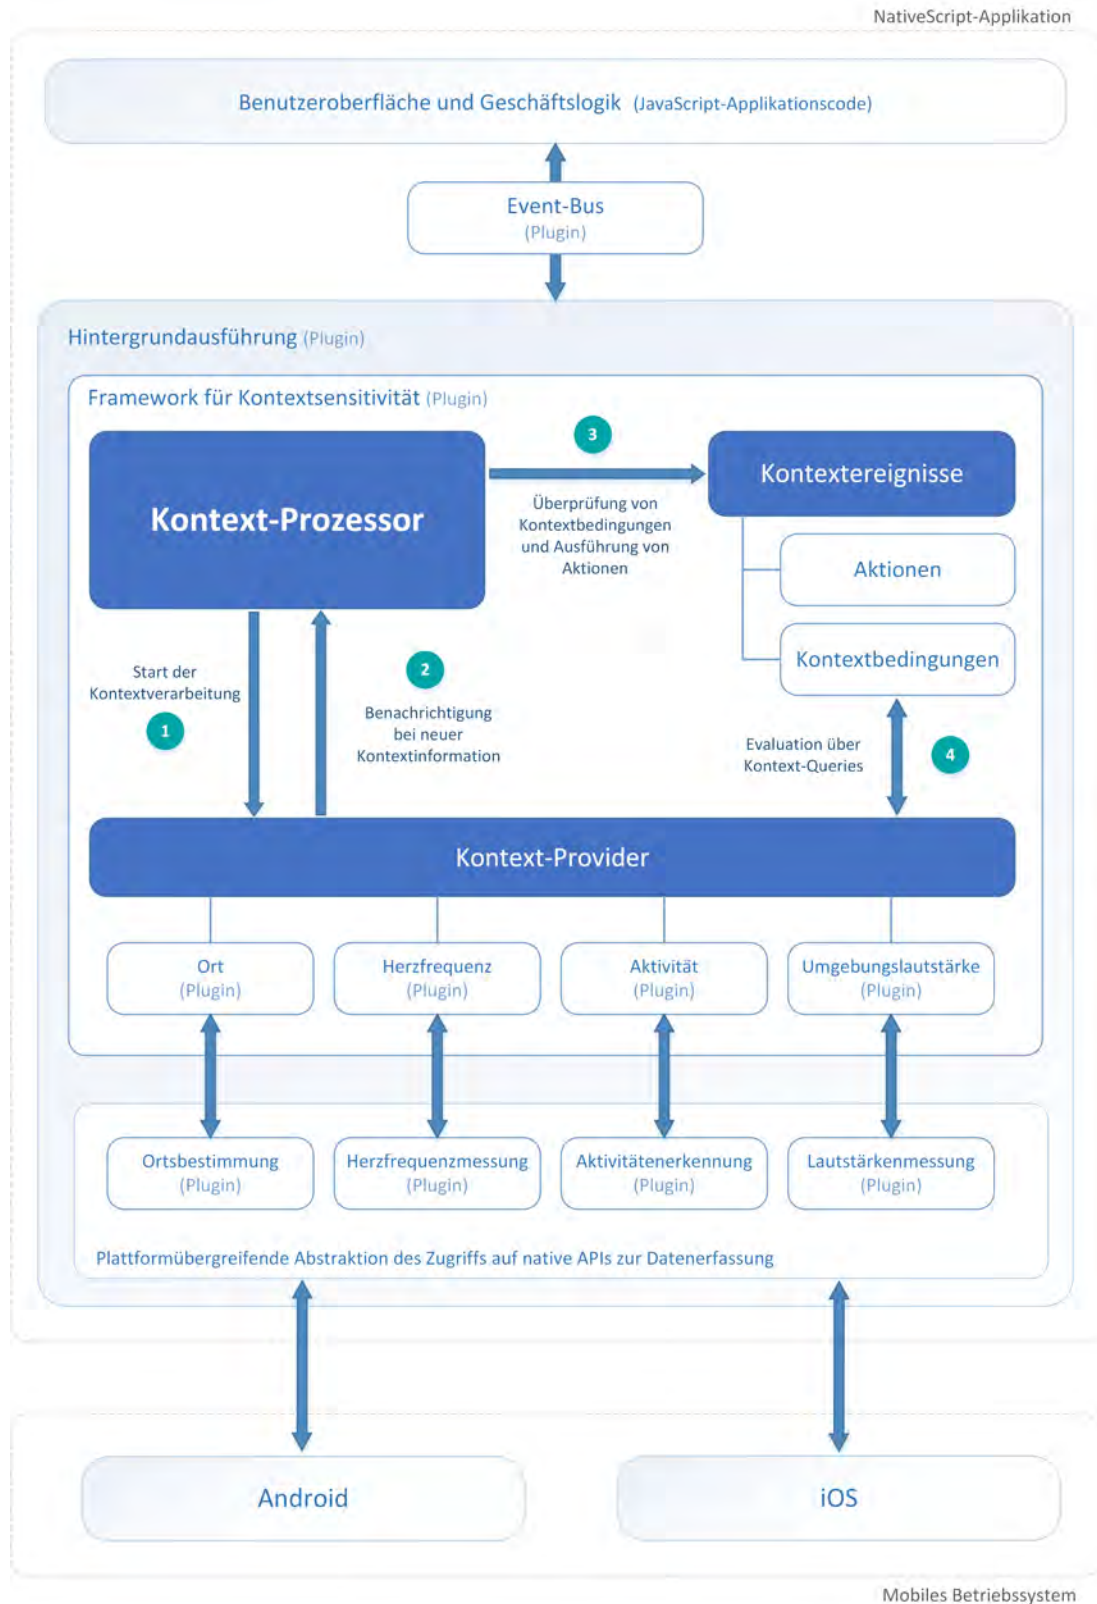 NativeScript-Applikation
Benutzeroberfläche und Geschäftslogik (JavaScript-Applikationscode)
Event-Bus
(Plugin)
Hintergrundausführung (Plugin)
Framework für Kontextsensitivität (Plugin)
Kontext-Prozessor
3
Überprüfung von
Kontextbedingungen
und Ausführung von
Aktionen
Kontextereignisse
Aktionen
Kontextbedingungen
Start der
Kontextverarbeitung
1
2
Benachrichtigung
bei neuer
Kontextinformation
Evaluation über
Kontext-Queries
4
Kontext-Provider
Ort
(Plugin)
Herzfrequenz
(Plugin)
Aktivität
(Plugin)
Umgebungslautstärke
(Plugin)
Ortsbestimmung
(Plugin)
Herzfrequenzmessung
(Plugin)
Aktivitätenerkennung
(Plugin)
Lautstärkenmessung
(Plugin)
Plattformübergreifende Abstraktion des Zugriffs auf native APIs zur Datenerfassung
Android
iOS
Mobiles Betriebssystem